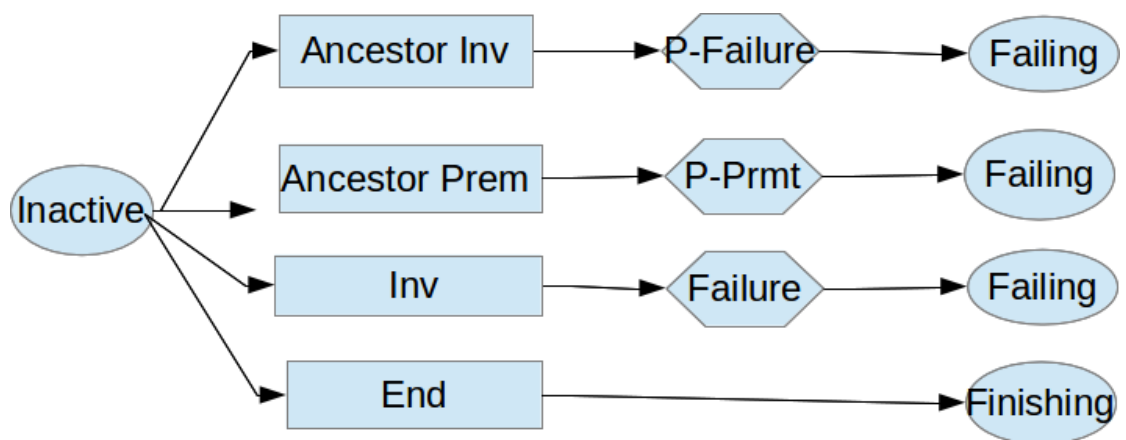 Ancestor Inv
P-Failure
Failing
Ancestor Prem
P-Prmt
Failing
Inactive
Inv
Failure
Failing
End
Finishing